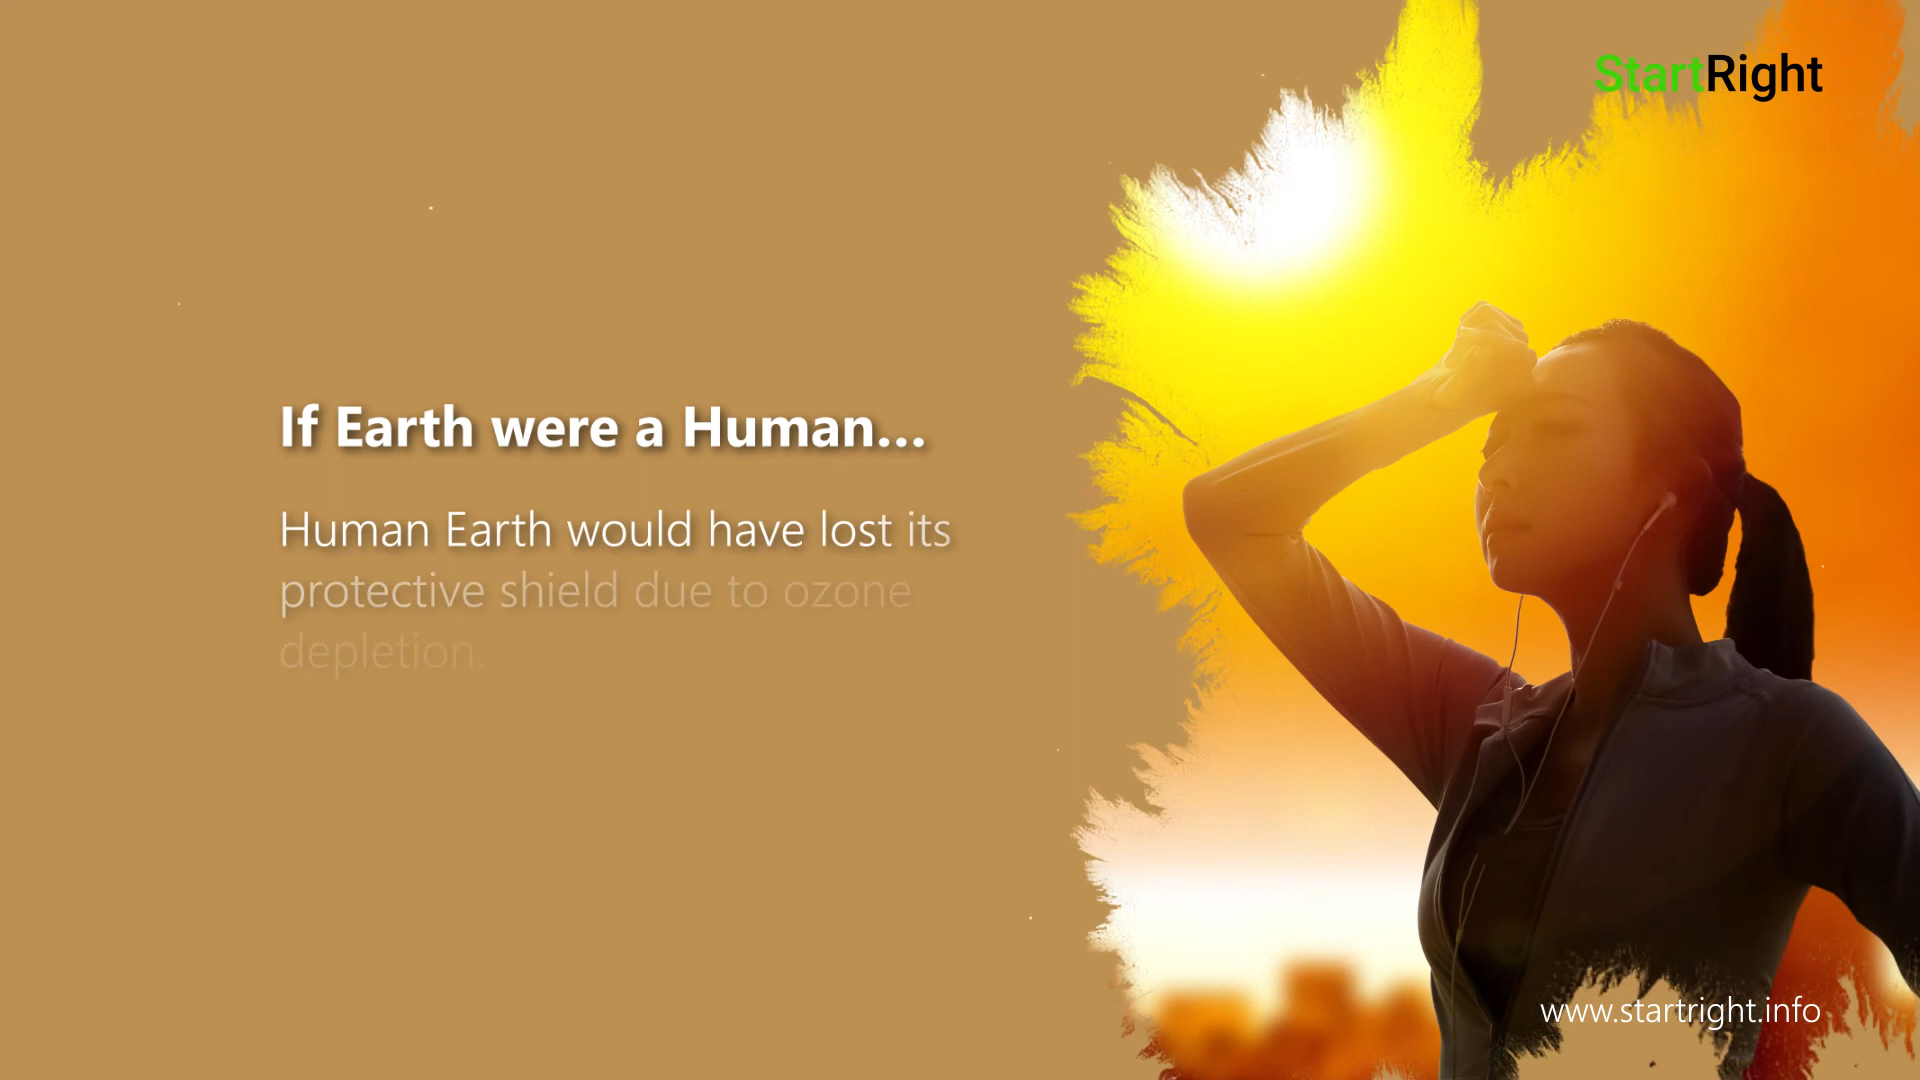 StartRight
If Earth were a Human...
Human Earth would have lost its
protective shield due to ozone
depletion.
www.startright.info